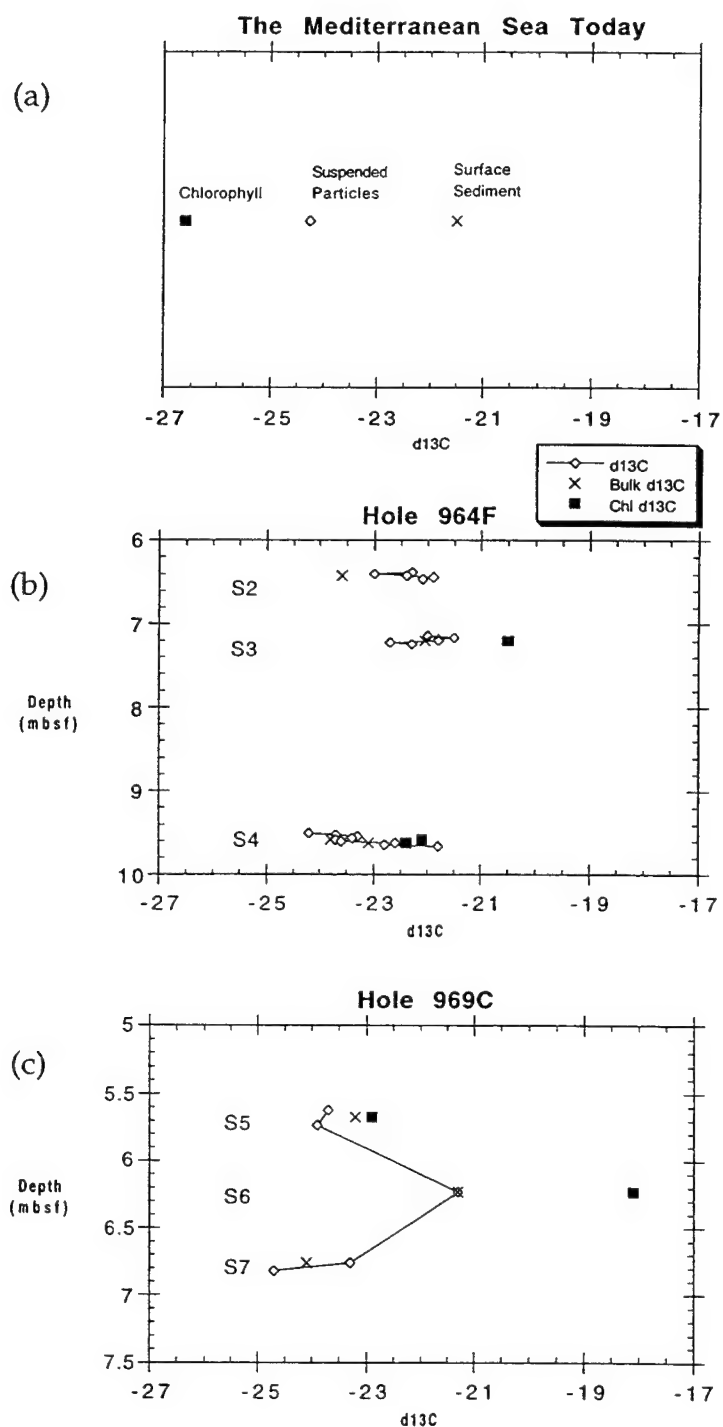 The Mediterranean Sea Today
(a)
Chlorophyll
Suspended
Particles
Surface
Sediment
-27 -25 -23 -21 -19 -17
d13C
d13C
Bulk d13C
Chl d13C
Hole 964F
(b)
6
S2
7
S3
Depth
(mbsf)
8
9
S4
10
-27 -25 -23 -21 -19 -17
d13C
Hole 969C
(c)
5
5.5
S5
6
Depth
(mbsf)
S6
6.5
S7
7
7.5
-27 -25 -23 -21 -19 -17
d13C